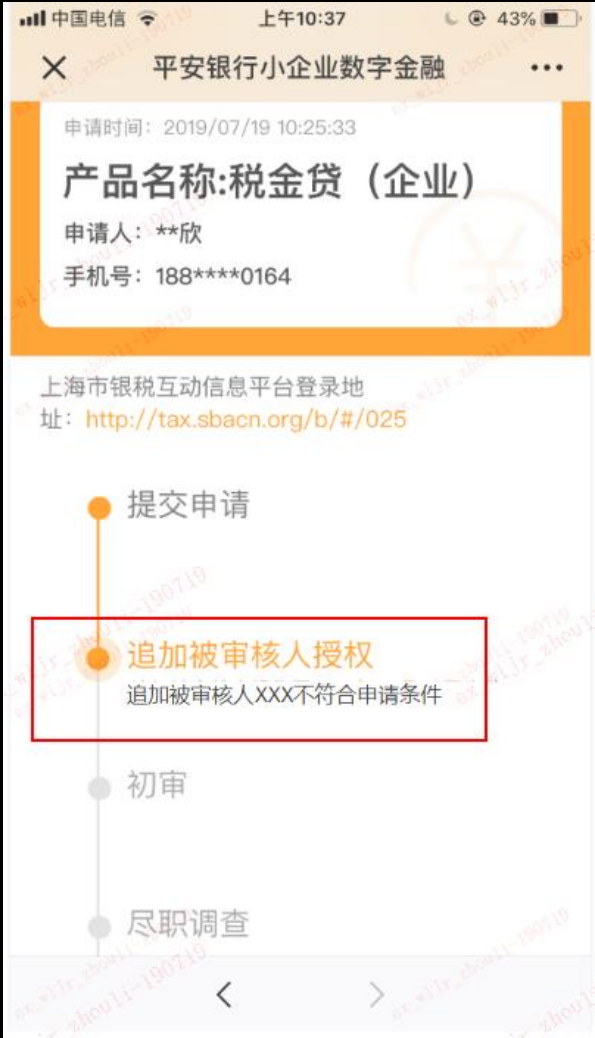 中国电信 上午10:37 43%
平安银行小企业数字金融
申请时间：2019/07/19 10:25:33
产品名称:税金贷（企业）
申请人：**欣
手机号：188****0164
上海市银税互动信息平台登录地
址：http://tax.sbacn.org/b/#/025
提交申请
追加被审核人授权
追加被审核人XXX不符合申请条件
初审
尽职调查